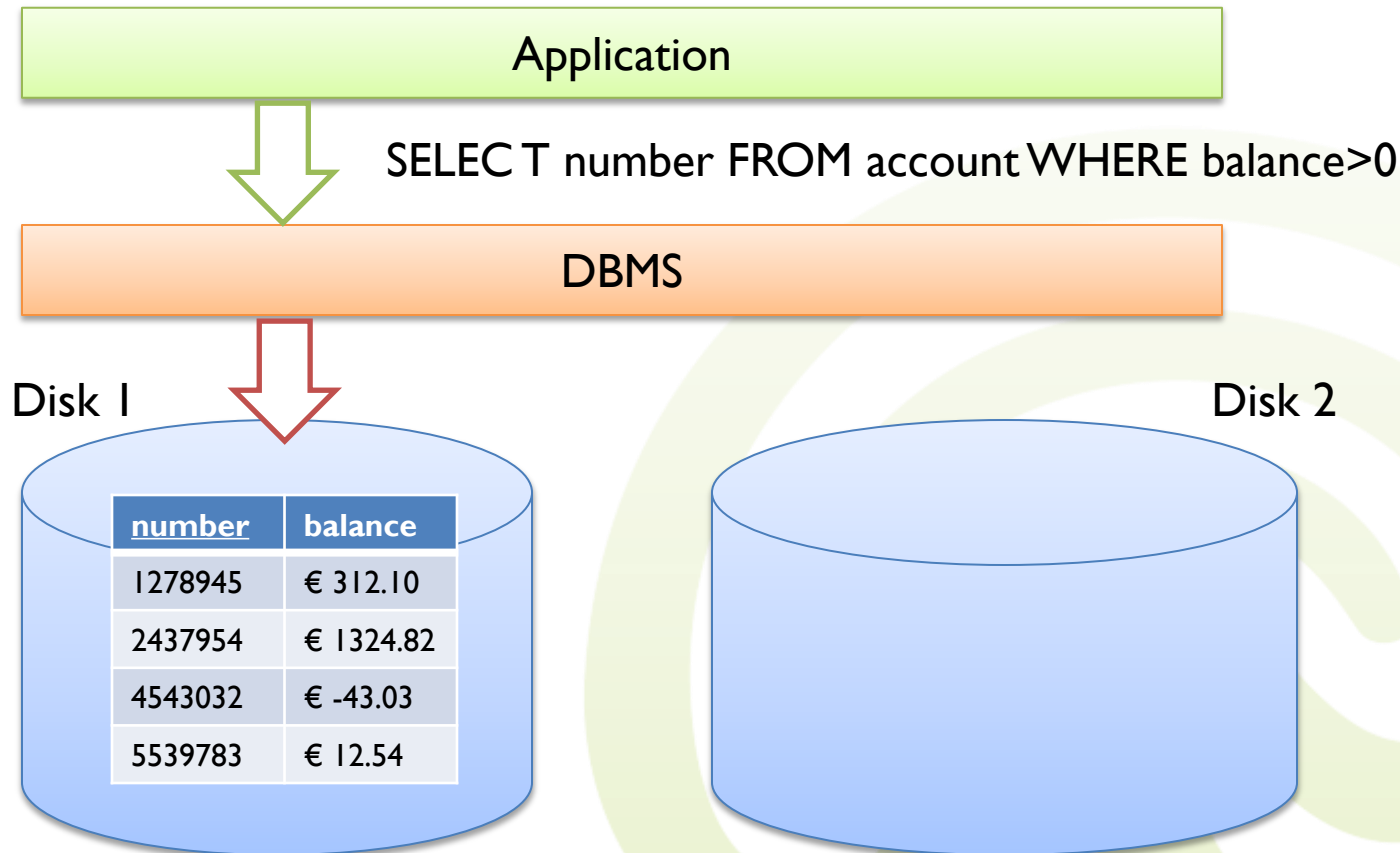 Application
SELECT number FROM account WHERE balance>0
DBMS
Disk 1
Disk 2
number balance
1278945 € 312.10
2437954 € 1324.82
4543032 € -43.03
5539783 € 12.54